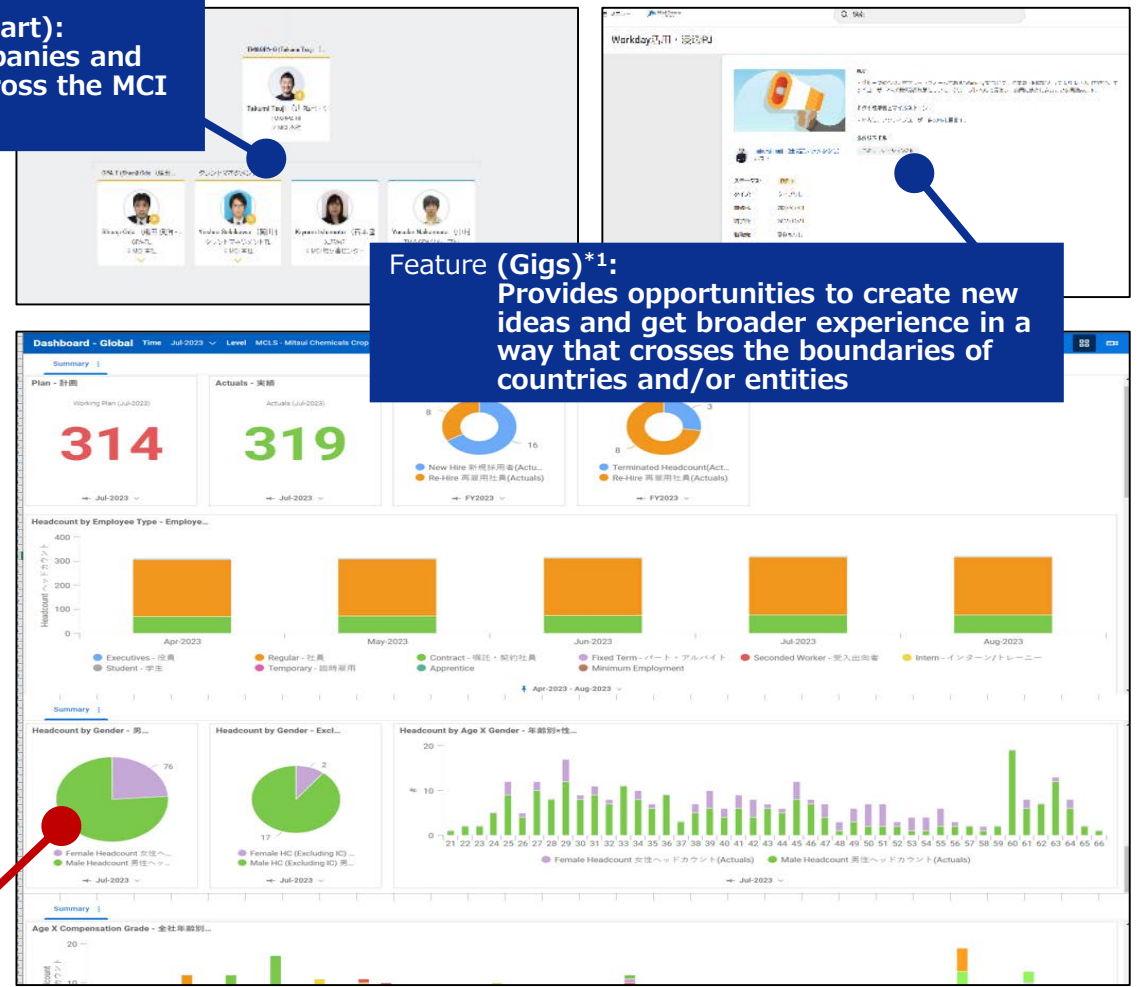 art):
panies and
ross the MCI
Takumi Tsuji
Workday活用・浸透PJ
Feature (Gigs)*1:
Provides opportunities to create new
ideas and get broader experience in a
way that crosses the boundaries of
countries and/or entities
Dashboard - Global Time Jul-2023 Level MCLS - Mitsui Chemicals Crop
Summary
Plan - 計画
Working Plan (Jul-2023)
314
Jul-2023
Actuals - 実績
Actuals (Jul-2023)
319
Jul-2023
8
16
New Hire 新規採用者(Actu...
Re-Hire 再雇用社員(Actuals)
FY2023
3
8
Terminated Headcount(Act...
Re-Hire 再雇用社員(Actuals)
FY2023
Headcount by Employee Type - Employe...
Headcount ヘッドカウント
400
300
200
100
0
Apr-2023 May-2023 Jun-2023 Jul-2023 Aug-2023
Executives - 役員 Regular - 社員 Contract - 嘱託・契約社員 Fixed Term - パート・アルバイト Seconded Worker - 受入出向者 Intern - インターン/トレーニー
Student - 学生 Temporary - 臨時雇用 Apprentice Minimum Employment
Apr-2023 - Aug-2023
Summary
Headcount by Gender - 男...
76
Female Headcount 女性ヘ...
Male Headcount 男性ヘッ...
Jul-2023
Headcount by Gender - Excl...
2
17
Female HC (Excluding IC) ...
Male HC (Excluding IC) 男...
Jul-2023
Headcount by Age X Gender - 年齢別×性...
20
10
0
21 22 23 24 25 26 27 28 29 30 31 32 33 34 35 36 37 38 39 40 41 42 43 44 45 46 47 48 49 50 51 52 53 54 55 56 57 58 59 60 61 62 63 64 65 66
Female Headcount 女性ヘッドカウント(Actuals) Male Headcount 男性ヘッドカウント(Actuals)
Jul-2023
Summary
Age X Compensation Grade - 全社年齢別...
20
10
Headcount